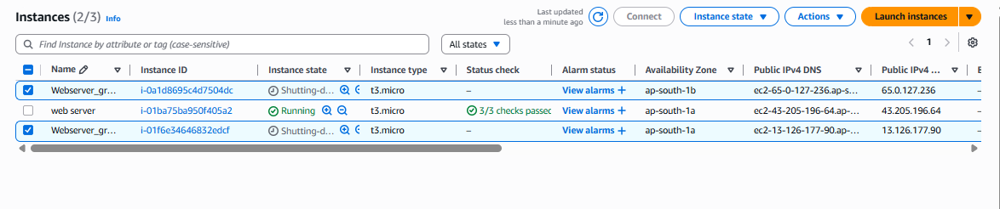 Instances (2/3) Info
Last updated
less than a minute ago
Connect
Instance state
Actions
Launch instances
Find Instance by attribute or tag (case-sensitive)
All states
1
Name Instance ID Instance state Instance type Status check Alarm status Availability Zone Public IPv4 DNS Public IPv4 ... E
Webserver_gr... i-0a1d8695c4d7504dc Shutting-d... t3.micro – View alarms + ap-south-1b ec2-65-0-127-236.ap-s... 65.0.127.236 –
web server i-01ba75ba950f405a2 Running t3.micro 3/3 checks passed View alarms + ap-south-1a ec2-43-205-196-64.ap-... 43.205.196.64 –
Webserver_gr... i-01f6e34646832edcf Shutting-d... t3.micro – View alarms + ap-south-1a ec2-13-126-177-90.ap-... 13.126.177.90 –